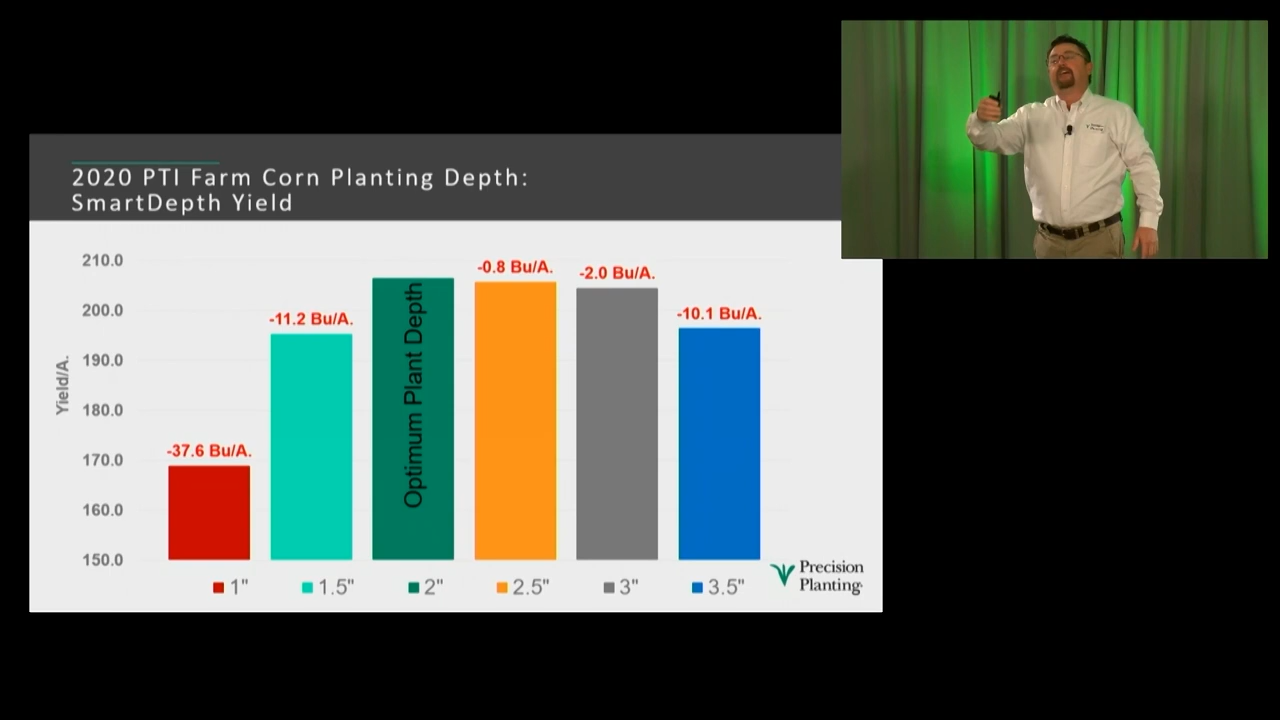 2020 PTI Farm Corn Planting Depth:
SmartDepth Yield
Yield/A.
210.0
200.0
190.0
180.0
170.0
160.0
150.0
-37.6 Bu/A.
-11.2 Bu/A.
Optimum Plant Depth
-0.8 Bu/A.
-2.0 Bu/A.
-10.1 Bu/A.
1"
1.5"
2"
2.5"
3"
3.5"
Precision
Planting